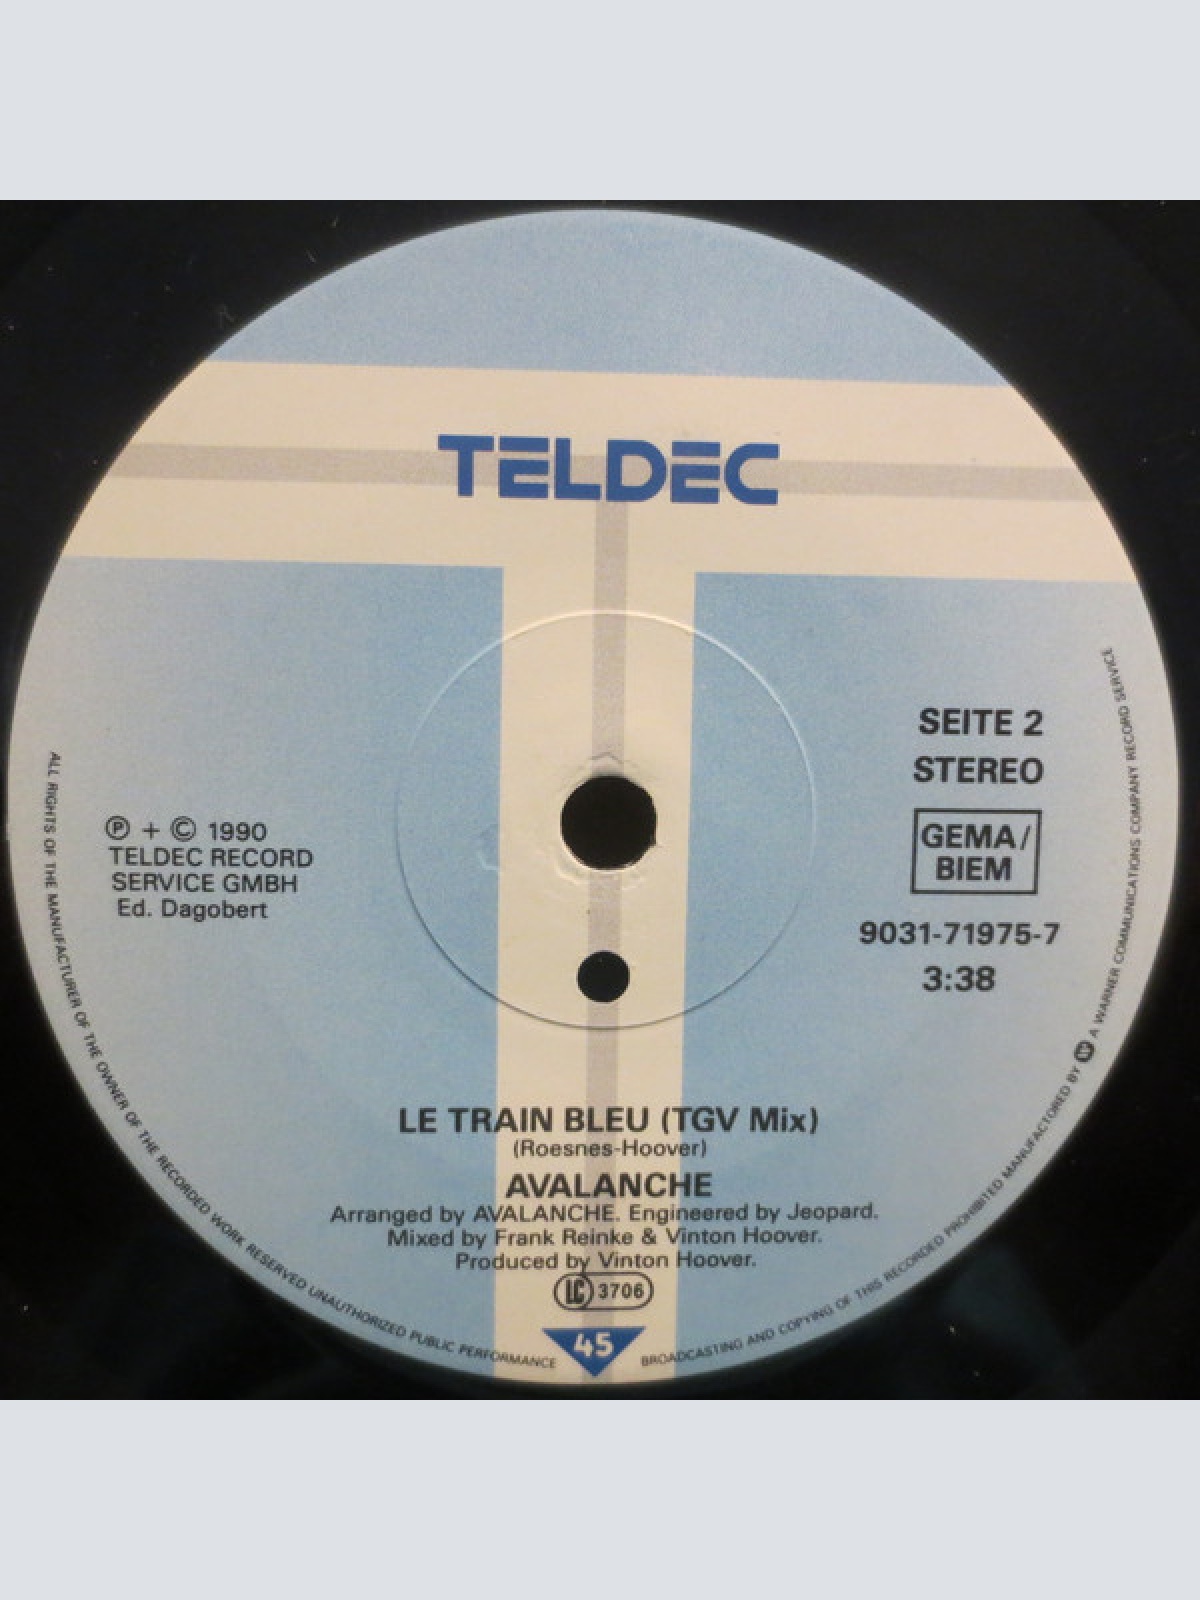 TELDEC
SEITE 2
STEREO
GEMA/
BIEM
9031-71975-7
3:38
Ⓟ + © 1990
TELDEC RECORD
SERVICE GMBH
Ed. Dagobert
LE TRAIN BLEU (TGV Mix)
(Roesnes-Hoover)
AVALANCHE
Arranged by AVALANCHE. Engineered by Jeopard.
Mixed by Frank Reinke & Vinton Hoover.
Produced by Vinton Hoover.
LC 3706
45
ALL RIGHTS OF THE MANUFACTURER OF THE OWNER OF THE RECORDED WORK RESERVED UNAUTHORIZED PUBLIC PERFORMANCE
BROADCASTING AND COPYING OF THIS RECORDED PROHIBITED MANUFACTORED BY W A WARNER COMMUNICATIONS COMPANY RECORD SERVICE